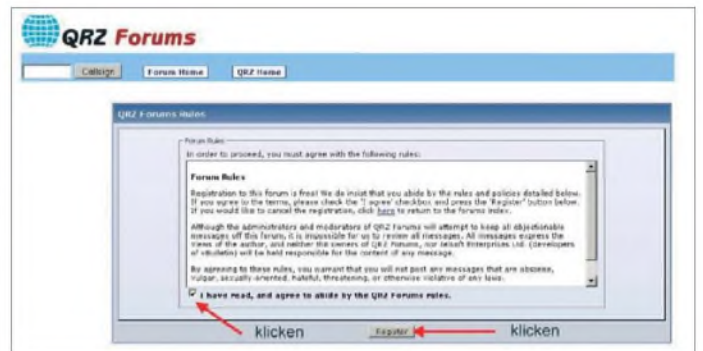 QRZ Forums
Callsign Forum Home QRZ Home
QRZ Forums Rules
Forum Rules
In order to proceed, you must agree with the following rules:
Forum Rules
Registration to this forum is free! We do insist that you abide by the rules and policies detailed below.
If you agree to the terms, please check the 'I agree' checkbox and press the 'Register' button below.
If you would like to cancel the registration, click here to return to the forums index.
Although the administrators and moderators of QRZ Forums will attempt to keep all objectionable
messages off this forum, it is impossible for us to review all messages. All messages express the
views of the author, and neither the owners of QRZ Forums, nor Jelsoft Enterprises Ltd. (developers
of vBulletin) will be held responsible for the content of any message.
By agreeing to these rules, you warrant that you will not post any messages that are obscene,
vulgar, sexually-oriented, hateful, threatening, or otherwise violative of any laws.
I have read, and agree to abide by the QRZ Forums rules.
klicken Register klicken